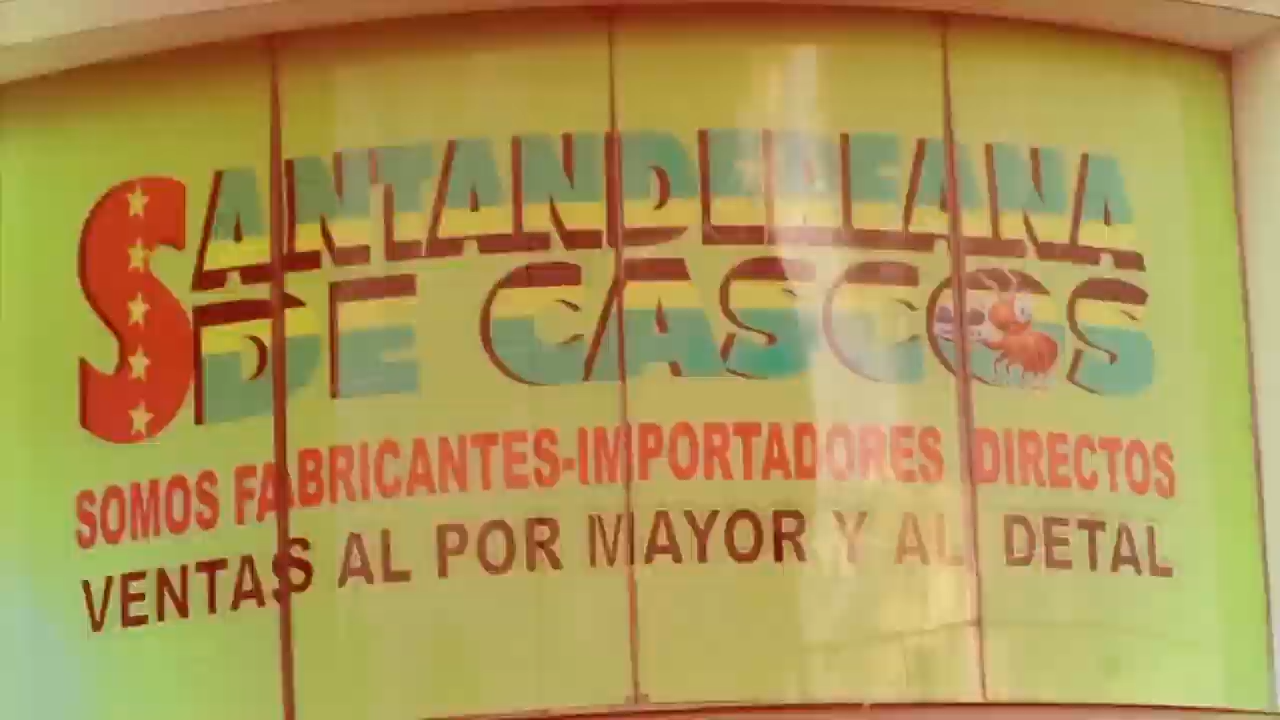 SANTANDEREANA
DE CASCOS
SOMOS FABRICANTES-IMPORTADORES DIRECTOS
VENTAS AL POR MAYOR Y AL DETAL